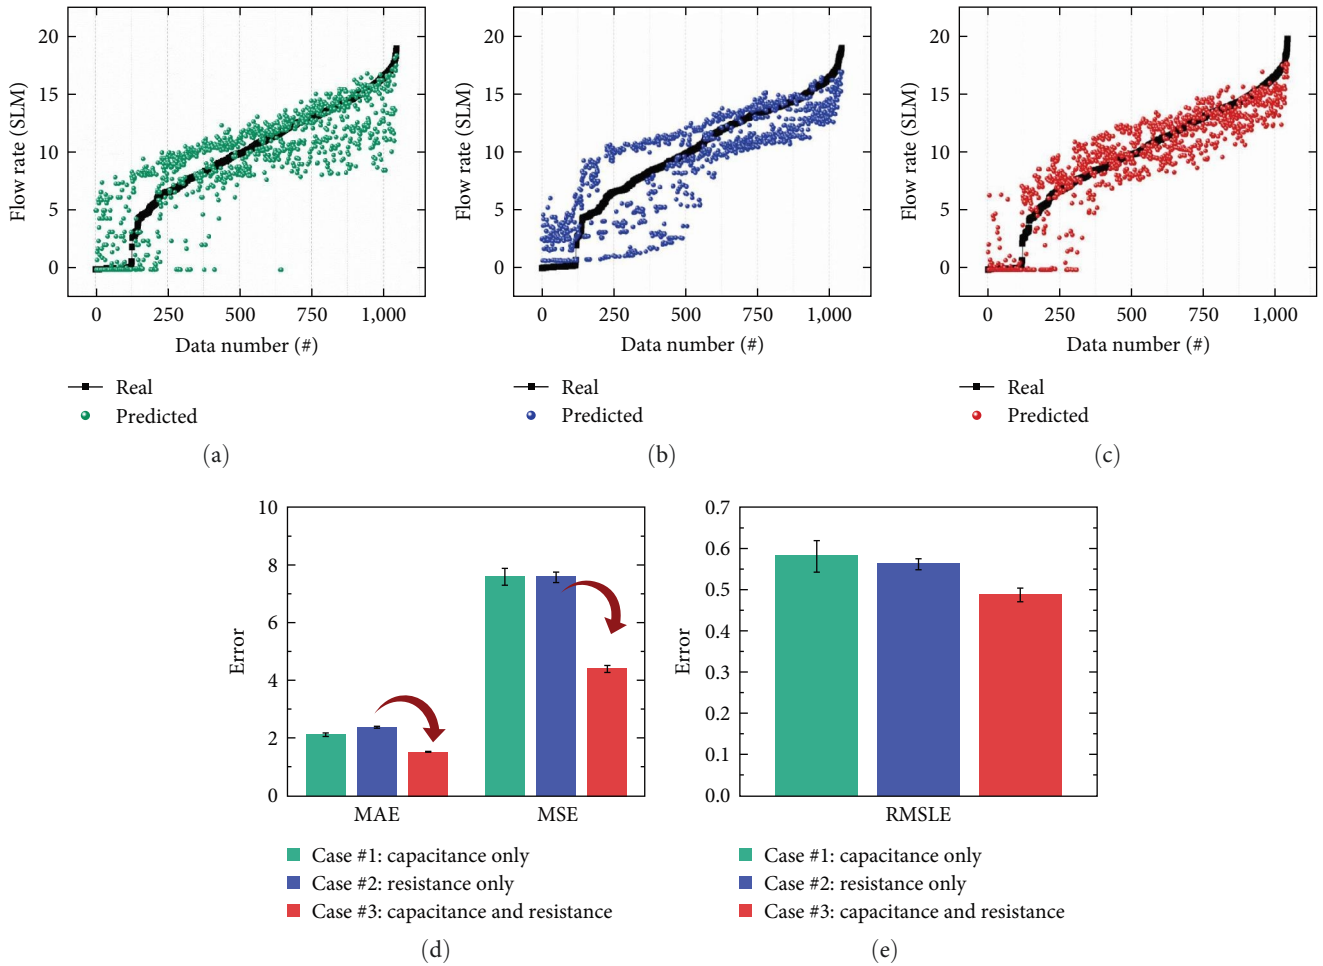 20
15
10
5
0
Flow rate (SLM)
0 250 500 750 1,000
Data number (#)
Real
Predicted
(a)
20
15
10
5
0
Flow rate (SLM)
0 250 500 750 1,000
Data number (#)
Real
Predicted
(b)
20
15
10
5
0
Flow rate (SLM)
0 250 500 750 1,000
Data number (#)
Real
Predicted
(c)
10
8
6
4
2
0
Error
MAE MSE
Case #1: capacitance only
Case #2: resistance only
Case #3: capacitance and resistance
(d)
0.7
0.6
0.5
0.4
0.3
0.2
0.1
0.0
Error
RMSLE
Case #1: capacitance only
Case #2: resistance only
Case #3: capacitance and resistance
(e)